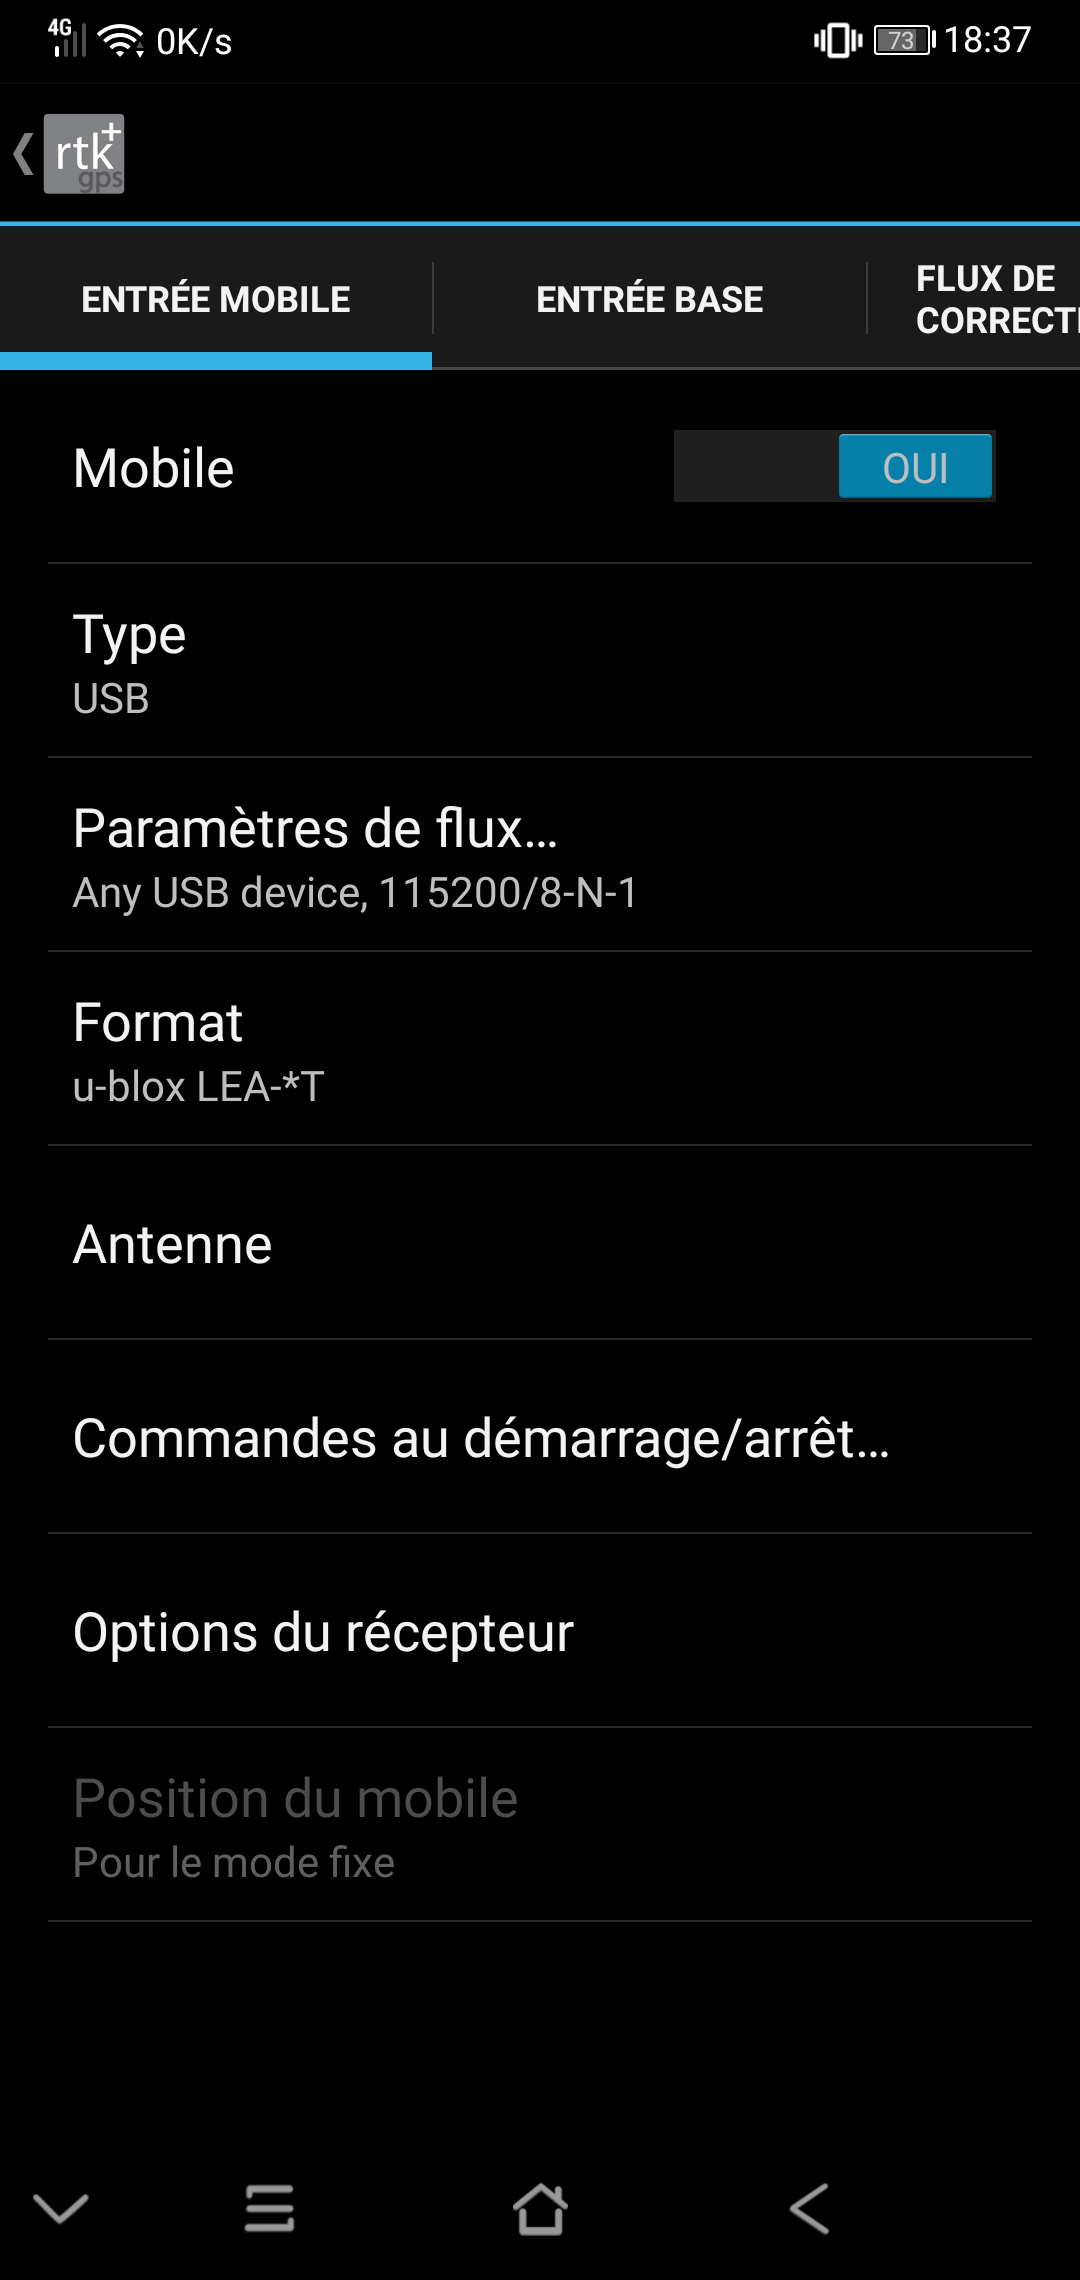 4G 0K/s 73 18:37
rtk+
gps
ENTRÉE MOBILE
ENTRÉE BASE
FLUX DE
CORRECTI
Mobile
OUI
Type
USB
Paramètres de flux…
Any USB device, 115200/8-N-1
Format
u-blox LEA-*T
Antenne
Commandes au démarrage/arrêt…
Options du récepteur
Position du mobile
Pour le mode fixe